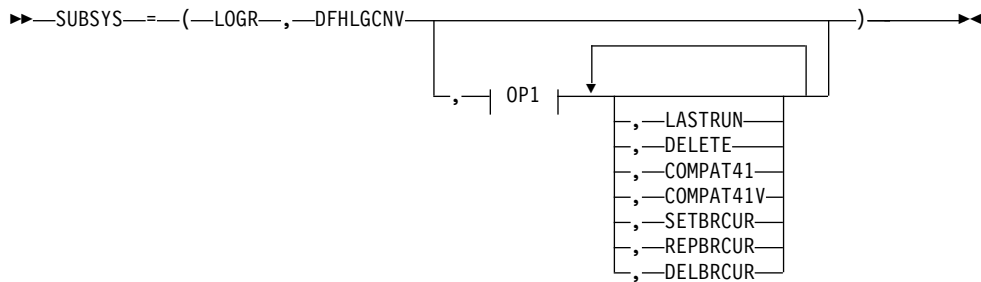 SUBSYS = ( LOGR , DFHLGCNV )
, OP1
, LASTRUN
, DELETE
, COMPAT41
, COMPAT41V
, SETBRCUR
, REPBRCUR
, DELBRCUR